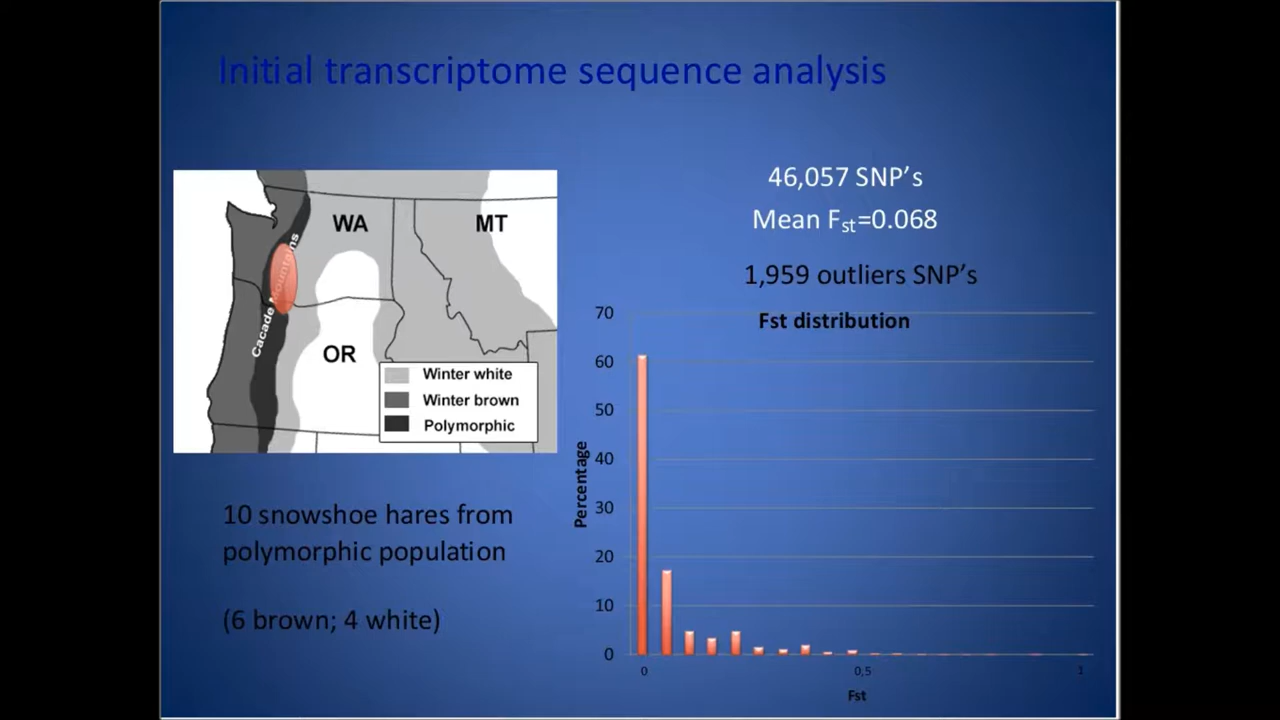 Initial transcriptome sequence analysis
WA
MT
OR
Cacade Mountains
Winter white
Winter brown
Polymorphic
10 snowshoe hares from
polymorphic population
(6 brown; 4 white)
46,057 SNP's
Mean Fst=0.068
1,959 outliers SNP's
Fst distribution
Percentage
70
60
50
40
30
20
10
0
0
0,5
1
Fst